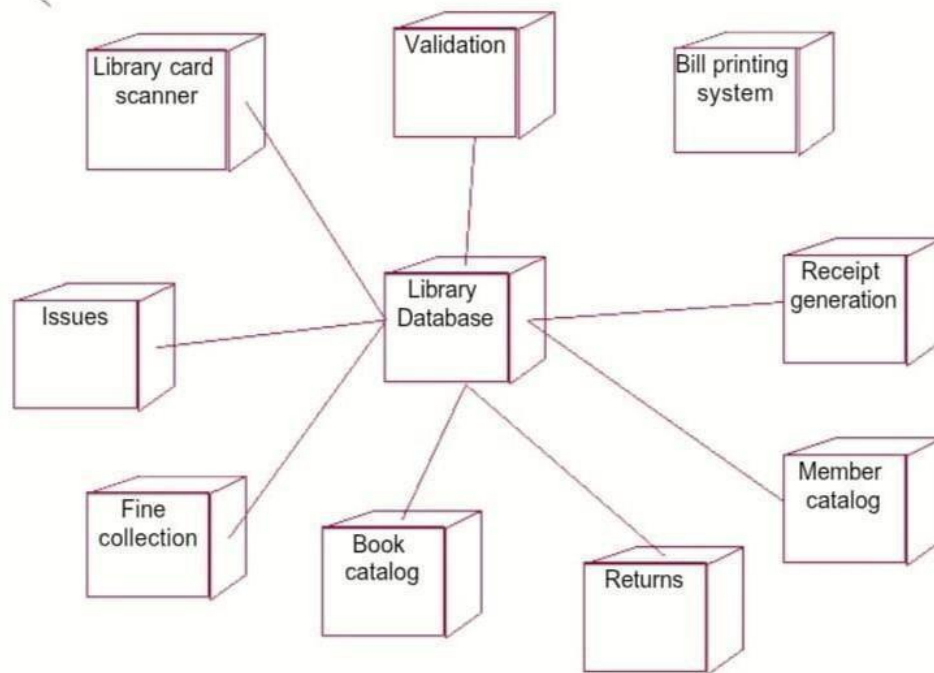 Library card
scanner
Validation
Bill printing
system
Library
Database
Receipt
generation
Issues
Member
catalog
Fine
collection
Book
catalog
Returns